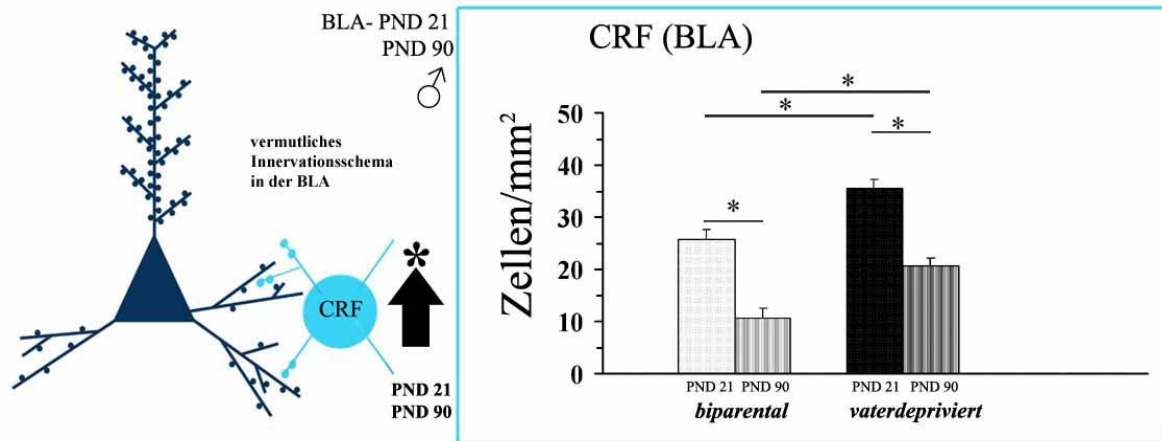 BLA- PND 21
PND 90
♂
vermutliches
Innervationsschema
in der BLA
CRF
*
PND 21
PND 90
CRF (BLA)
Zellen/mm²
50
40
30
20
10
0
*
*
*
*
PND 21 PND 90 PND 21 PND 90
biparental vaterdepriviert